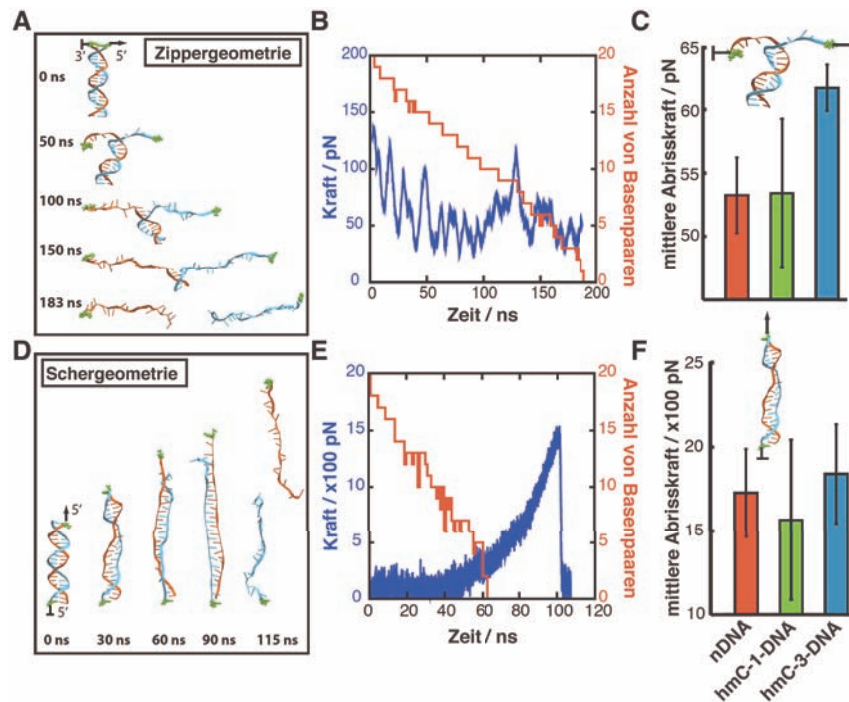 A
Zippergeometrie
3' 5'
0 ns
50 ns
100 ns
150 ns
183 ns
B
200
150
100
50
0
Kraft / pN
0 50 100 150 200
Zeit / ns
20
15
10
5
0
Anzahl von Basenpaaren
C
65
60
55
mittlere Abrisskraft / pN
D
Schergeometrie
5'
5'
0 ns 30 ns 60 ns 90 ns 115 ns
E
20
15
10
5
0
Kraft / x100 pN
0 20 40 60 80 100 120
Zeit / ns
20
15
10
5
0
Anzahl von Basenpaaren
F
25
20
15
10
mittlere Abrisskraft / x100 pN
nDNA
hmC-1-DNA
hmC-3-DNA